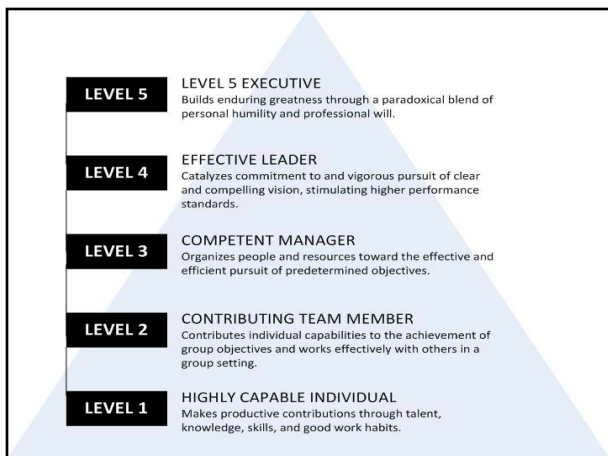 LEVEL 5
LEVEL 5 EXECUTIVE
Builds enduring greatness through a paradoxical blend of
personal humility and professional will.
LEVEL 4
EFFECTIVE LEADER
Catalyzes commitment to and vigorous pursuit of clear
and compelling vision, stimulating higher performance
standards.
LEVEL 3
COMPETENT MANAGER
Organizes people and resources toward the effective and
efficient pursuit of predetermined objectives.
LEVEL 2
CONTRIBUTING TEAM MEMBER
Contributes individual capabilities to the achievement of
group objectives and works effectively with others in a
group setting.
LEVEL 1
HIGHLY CAPABLE INDIVIDUAL
Makes productive contributions through talent,
knowledge, skills, and good work habits.